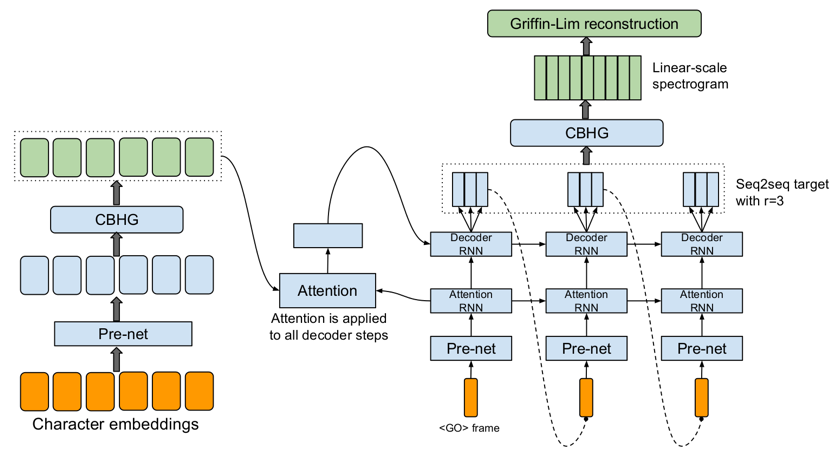 Griffin-Lim reconstruction
Linear-scale
spectrogram
CBHG
Seq2seq target
with r=3
CBHG
Pre-net
Character embeddings
Attention
Attention is applied
to all decoder steps
Decoder
RNN
Decoder
RNN
Decoder
RNN
Attention
RNN
Attention
RNN
Attention
RNN
Pre-net
Pre-net
Pre-net
<GO> frame